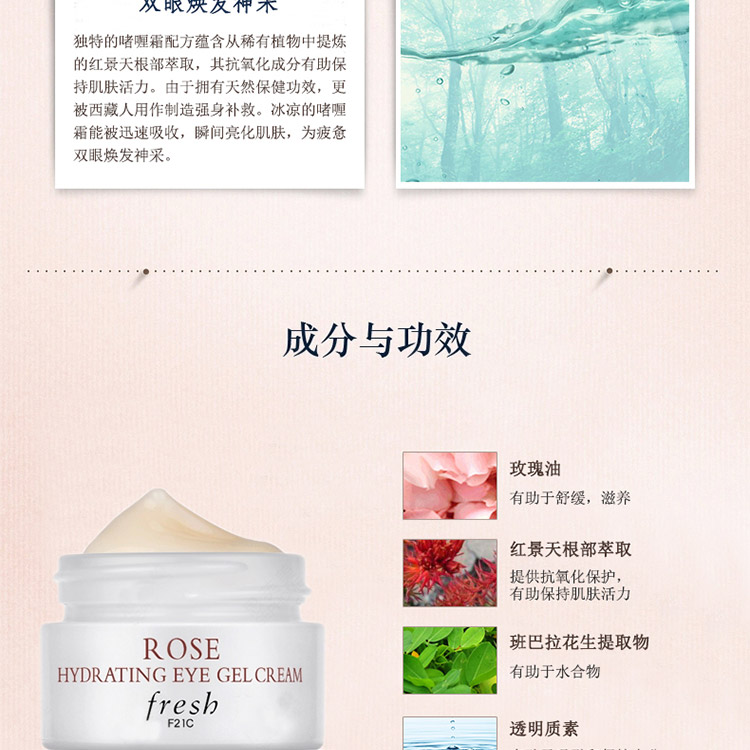 双眼焕发神采
独特的啫喱霜配方蕴含从稀有植物中提炼
的红景天根部萃取，其抗氧化成分有助保
持肌肤活力。由于拥有天然保健功效，更
被西藏人用作制造强身补救。冰凉的啫喱
霜能被迅速吸收，瞬间亮化肌肤，为疲惫
双眼焕发神采。
成分与功效
玫瑰油
有助于舒缓，滋养
红景天根部萃取
提供抗氧化保护，
有助保持肌肤活力
班巴拉花生提取物
有助于水合物
透明质素
ROSE
HYDRATING EYE GEL CREAM
fresh
F21C